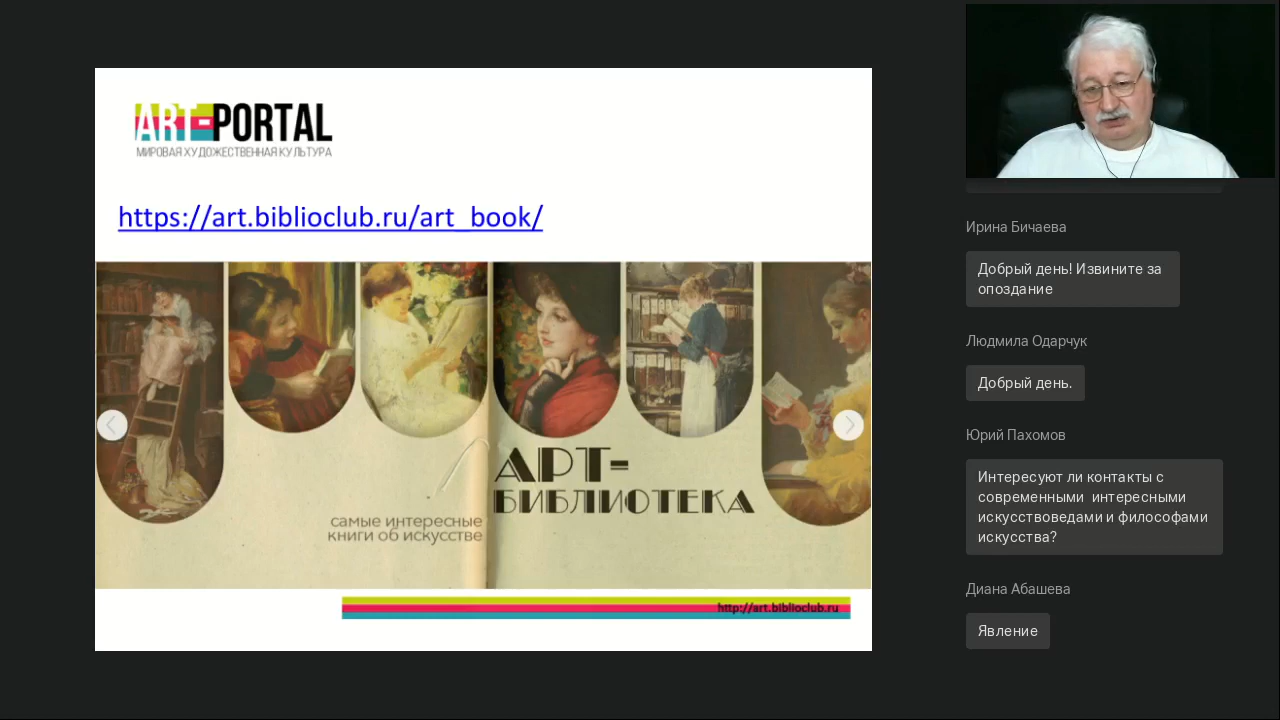 ART-PORTAL
МИРОВАЯ ХУДОЖЕСТВЕННАЯ КУЛЬТУРА
https://art.biblioclub.ru/art_book/
АРТ-
БИБЛИОТЕКА
самые интересные
книги об искусстве
http://art.biblioclub.ru
Ирина Бичаева
Добрый день! Извините за
опоздание
Людмила Одарчук
Добрый день.
Юрий Пахомов
Интересуют ли контакты с
современными  интересными
искусствоведами и философами
искусства?
Диана Абашева
Явление